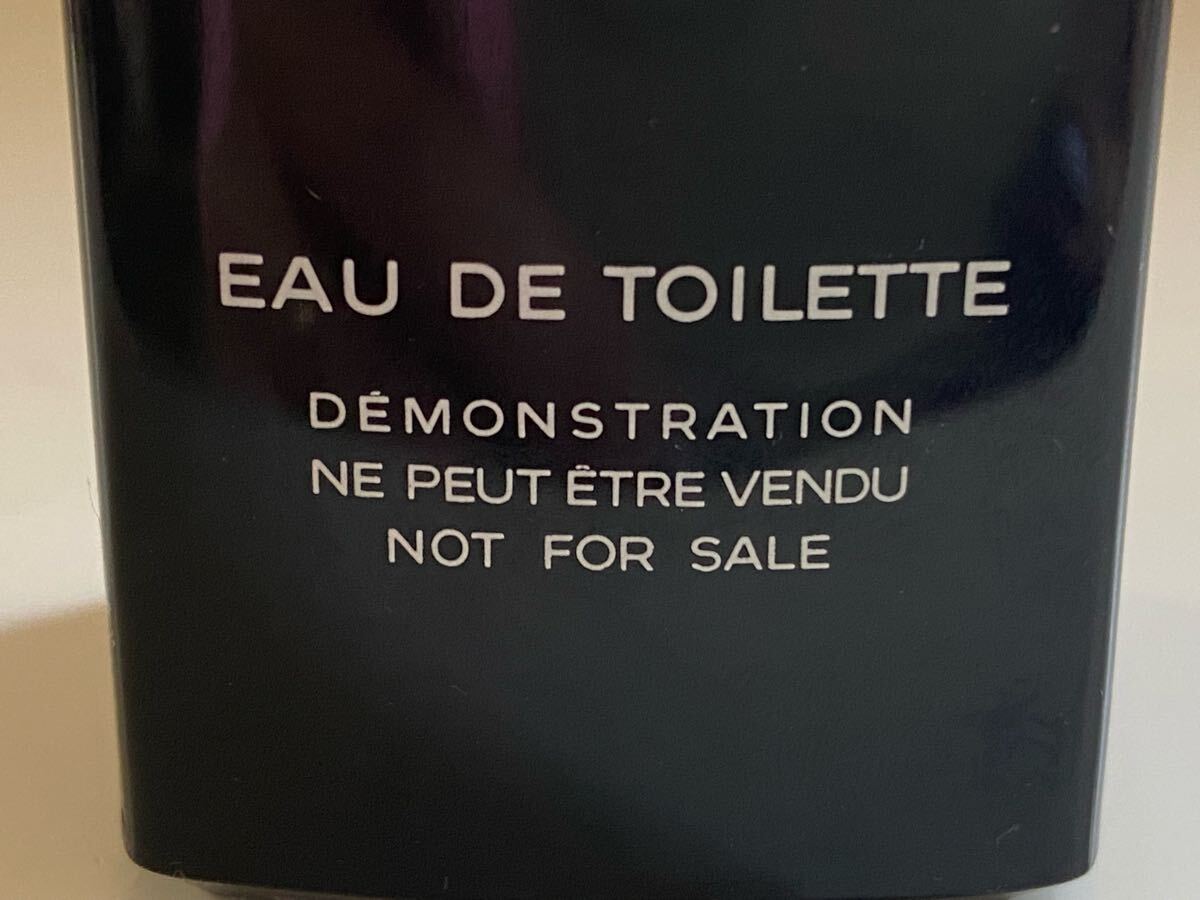 EAU DE TOILETTE
DÉMONSTRATION
NE PEUT ÊTRE VENDU
NOT FOR SALE